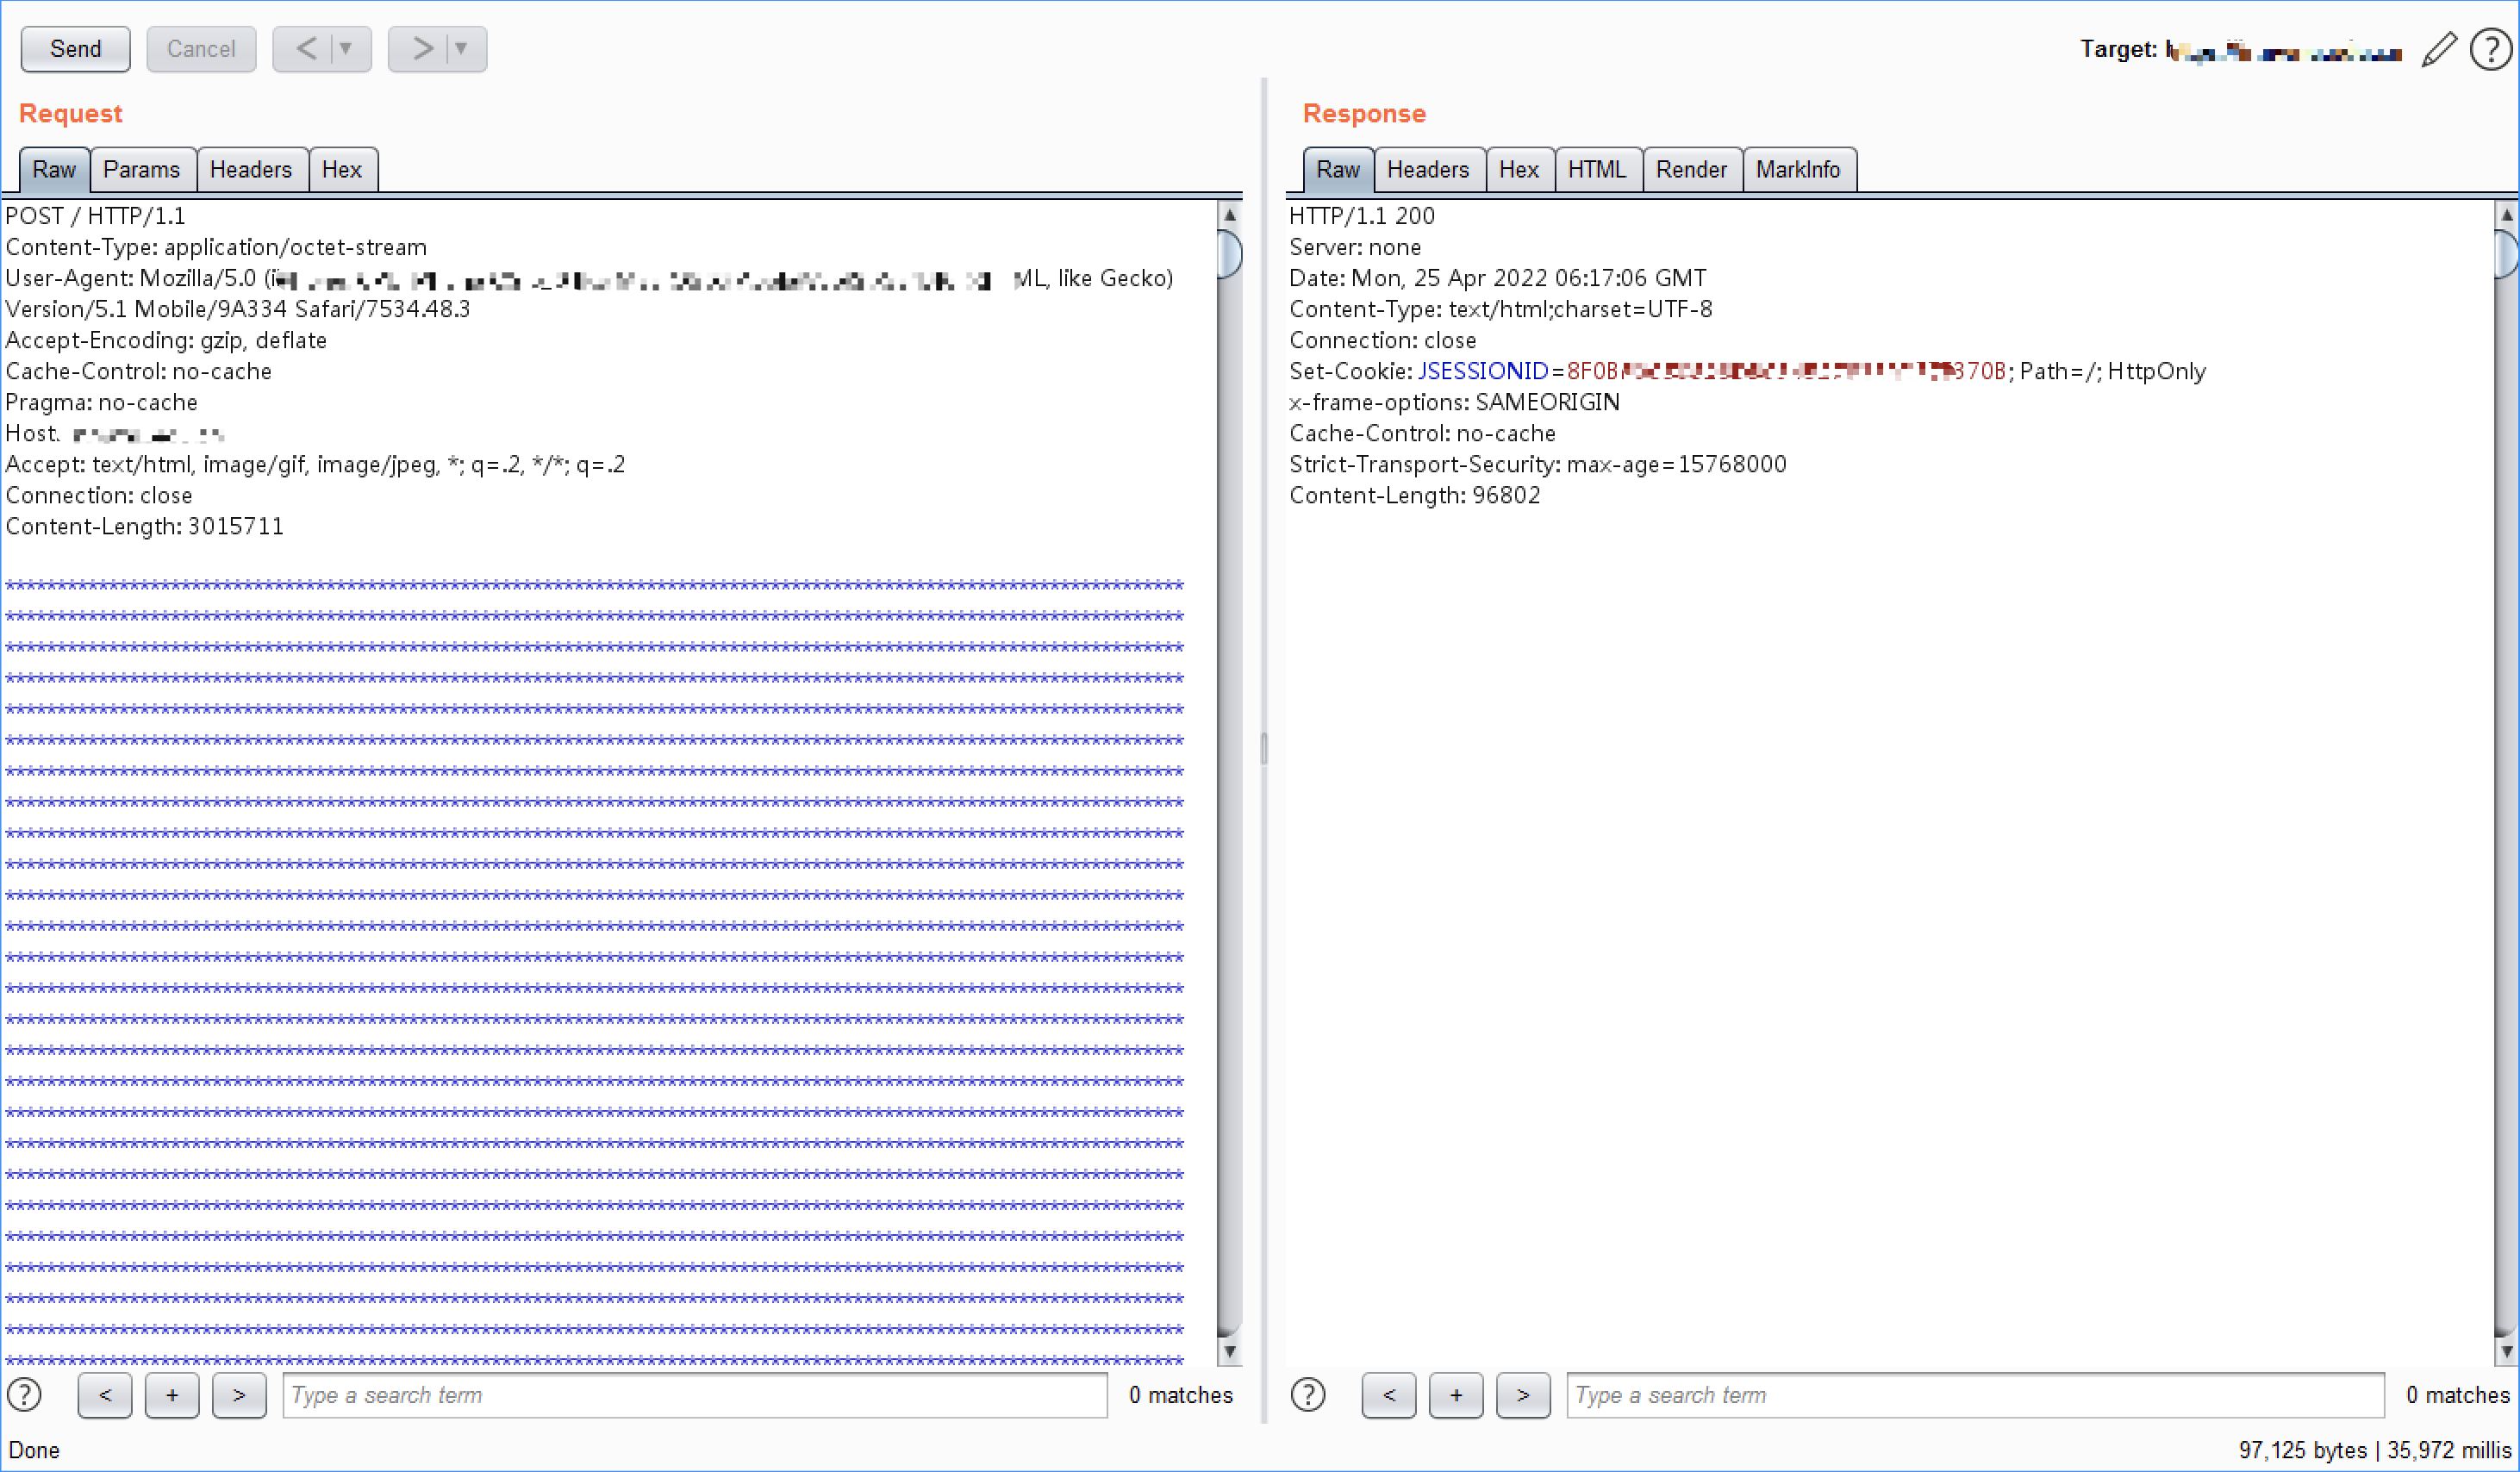 Send
Cancel
<
>
Target:
?
Request
Raw
Params
Headers
Hex
POST / HTTP/1.1
Content-Type: application/octet-stream
User-Agent: Mozilla/5.0 ML, like Gecko)
Version/5.1 Mobile/9A334 Safari/7534.48.3
Accept-Encoding: gzip, deflate
Cache-Control: no-cache
Pragma: no-cache
Host
Accept: text/html, image/gif, image/jpeg, *; q=.2, */*; q=.2
Connection: close
Content-Length: 3015711
?
<
+
>
Type a search term
0 matches
Response
Raw
Headers
Hex
HTML
Render
MarkInfo
HTTP/1.1 200
Server: none
Date: Mon, 25 Apr 2022 06:17:06 GMT
Content-Type: text/html;charset=UTF-8
Connection: close
Set-Cookie: JSESSIONID=8F0B 370B; Path=/; HttpOnly
x-frame-options: SAMEORIGIN
Cache-Control: no-cache
Strict-Transport-Security: max-age=15768000
Content-Length: 96802
?
<
+
>
Type a search term
0 matches
Done
97,125 bytes | 35,972 millis